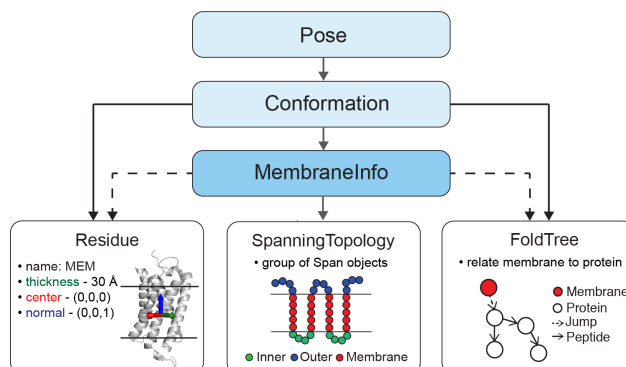 Pose
Conformation
MembraneInfo
Residue
• name: MEM
• thickness - 30 Å
• center - (0,0,0)
• normal - (0,0,1)
SpanningTopology
• group of Span objects
Inner Outer Membrane
FoldTree
• relate membrane to protein
Membrane
Protein
Jump
Peptide